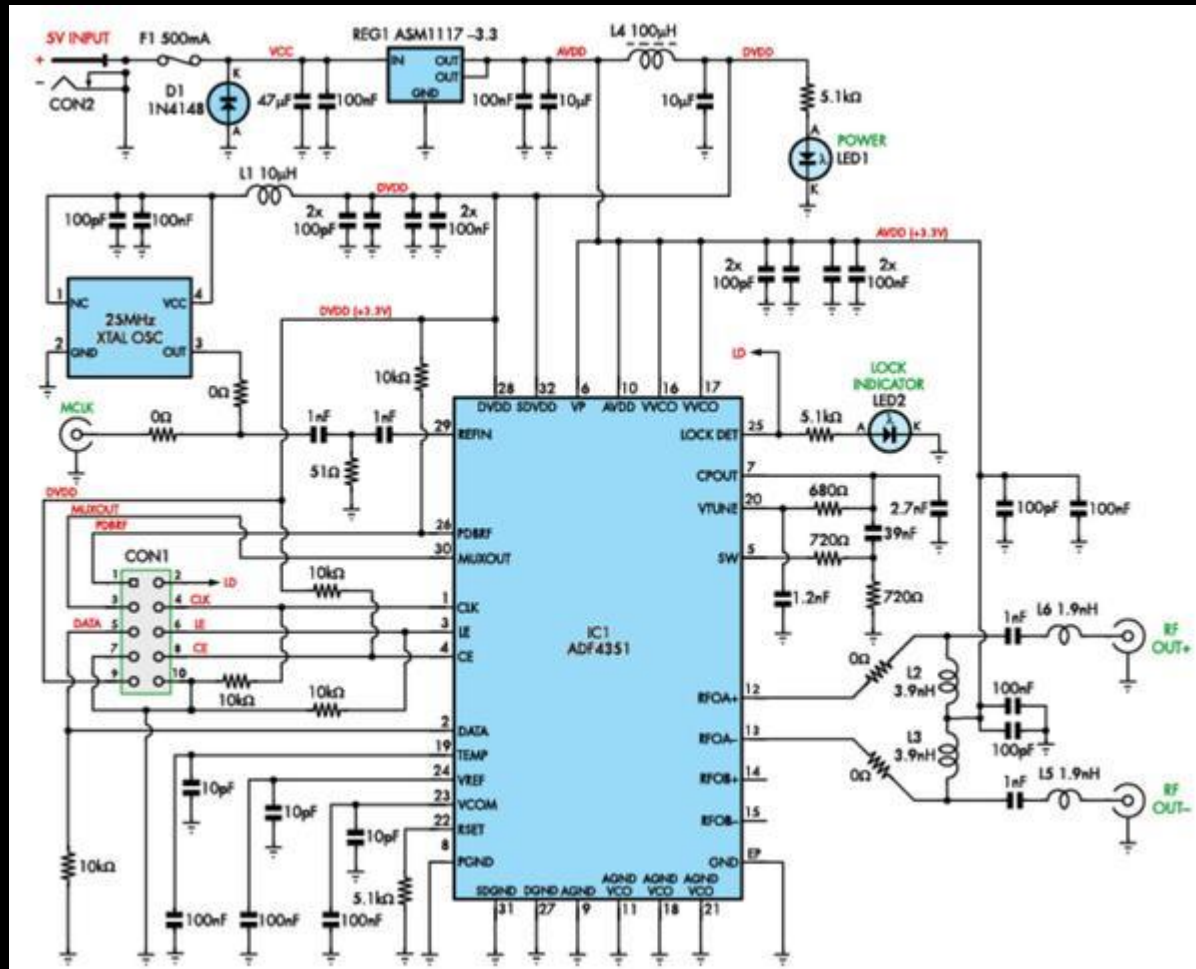 5V INPUT
+
–
CON2
F1 500mA
D1
1N4148
K
A
VCC
47µF
100nF
REG1 ASM1117 –3.3
IN
OUT
OUT
GND
AVDD
100nF
10µF
L4 100µH
10µF
DVDD
5.1kΩ
A
POWER
λ
LED1
K
L1 10µH
DVDD
100pF
100nF
2x
100pF
2x
100nF
AVDD (+3.3V)
2x
100pF
2x
100nF
1
NC
VCC
4
25MHz
XTAL OSC
2
GND
OUT
3
DVDD (+3.3V)
0Ω
10kΩ
MCLK
0Ω
1nF
1nF
51Ω
28
32
6
10
16
17
DVDD
SDVDD
VP
AVDD
VVCO
VVCO
29
REFIN
26
PDBRF
30
MUXOUT
1
CLK
3
LE
4
CE
2
DATA
19
TEMP
24
VREF
23
VCOM
22
RSET
8
PGND
IC1
ADF4351
LOCK DET
25
CPOUT
7
VTUNE
20
SW
5
RFOA+
12
RFOA–
13
RFOB+
14
RFOB–
15
GND
EP
SDGND
DGND
AGND
AGND
VCO
AGND
VCO
AGND
VCO
31
27
9
11
18
21
LD
LOCK
INDICATOR
LED2
5.1kΩ
A
λ
K
680Ω
2.7nF
39nF
720Ω
720Ω
1.2nF
100pF
100nF
0Ω
L2
3.9nH
1nF
L6 1.9nH
RF
OUT+
100nF
100pF
L3
3.9nH
0Ω
1nF
L5 1.9nH
RF
OUT–
DVDD
MUXOUT
PDBRF
CON1
1
2
LD
3
4
CLK
DATA
5
6
LE
7
8
CE
9
10
10kΩ
10kΩ
10kΩ
10pF
10pF
10pF
10kΩ
5.1kΩ
100nF
100nF
100nF